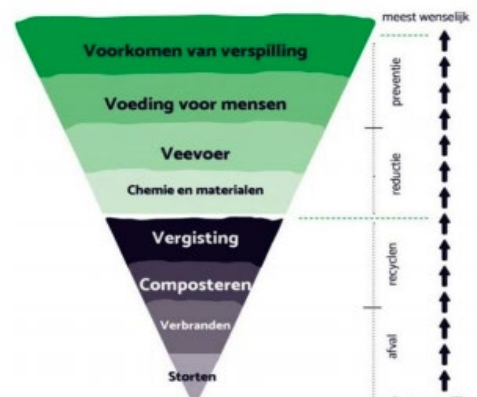 meest wenselijk
Voorkomen van verspilling
Voeding voor mensen
preventie
Veevoer
Chemie en materialen
reductie
Vergisting
Composteren
recyclen
Verbranden
Storten
afval